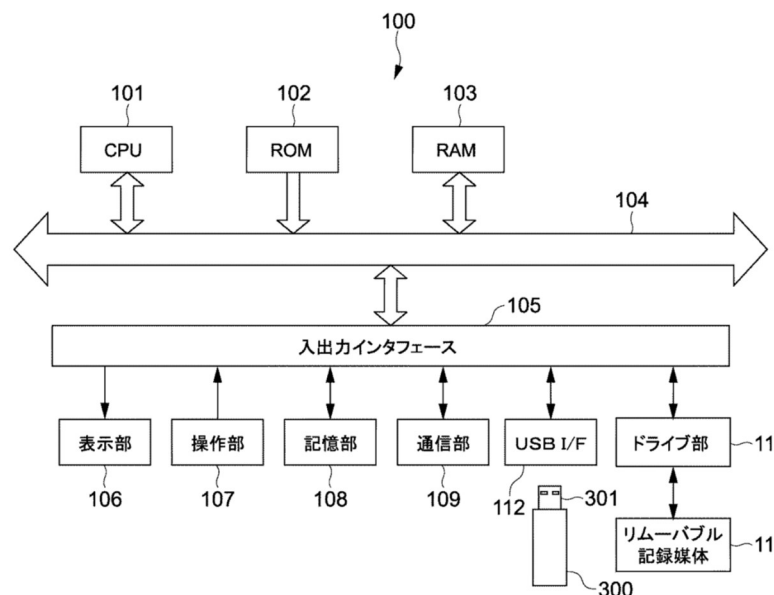 100
101
102
103
CPU
ROM
RAM
104
105
入出力インタフェース
表示部
操作部
記憶部
通信部
USB I/F
ドライブ部
11
106
107
108
109
112
301
リムーバブル
記録媒体
11
300